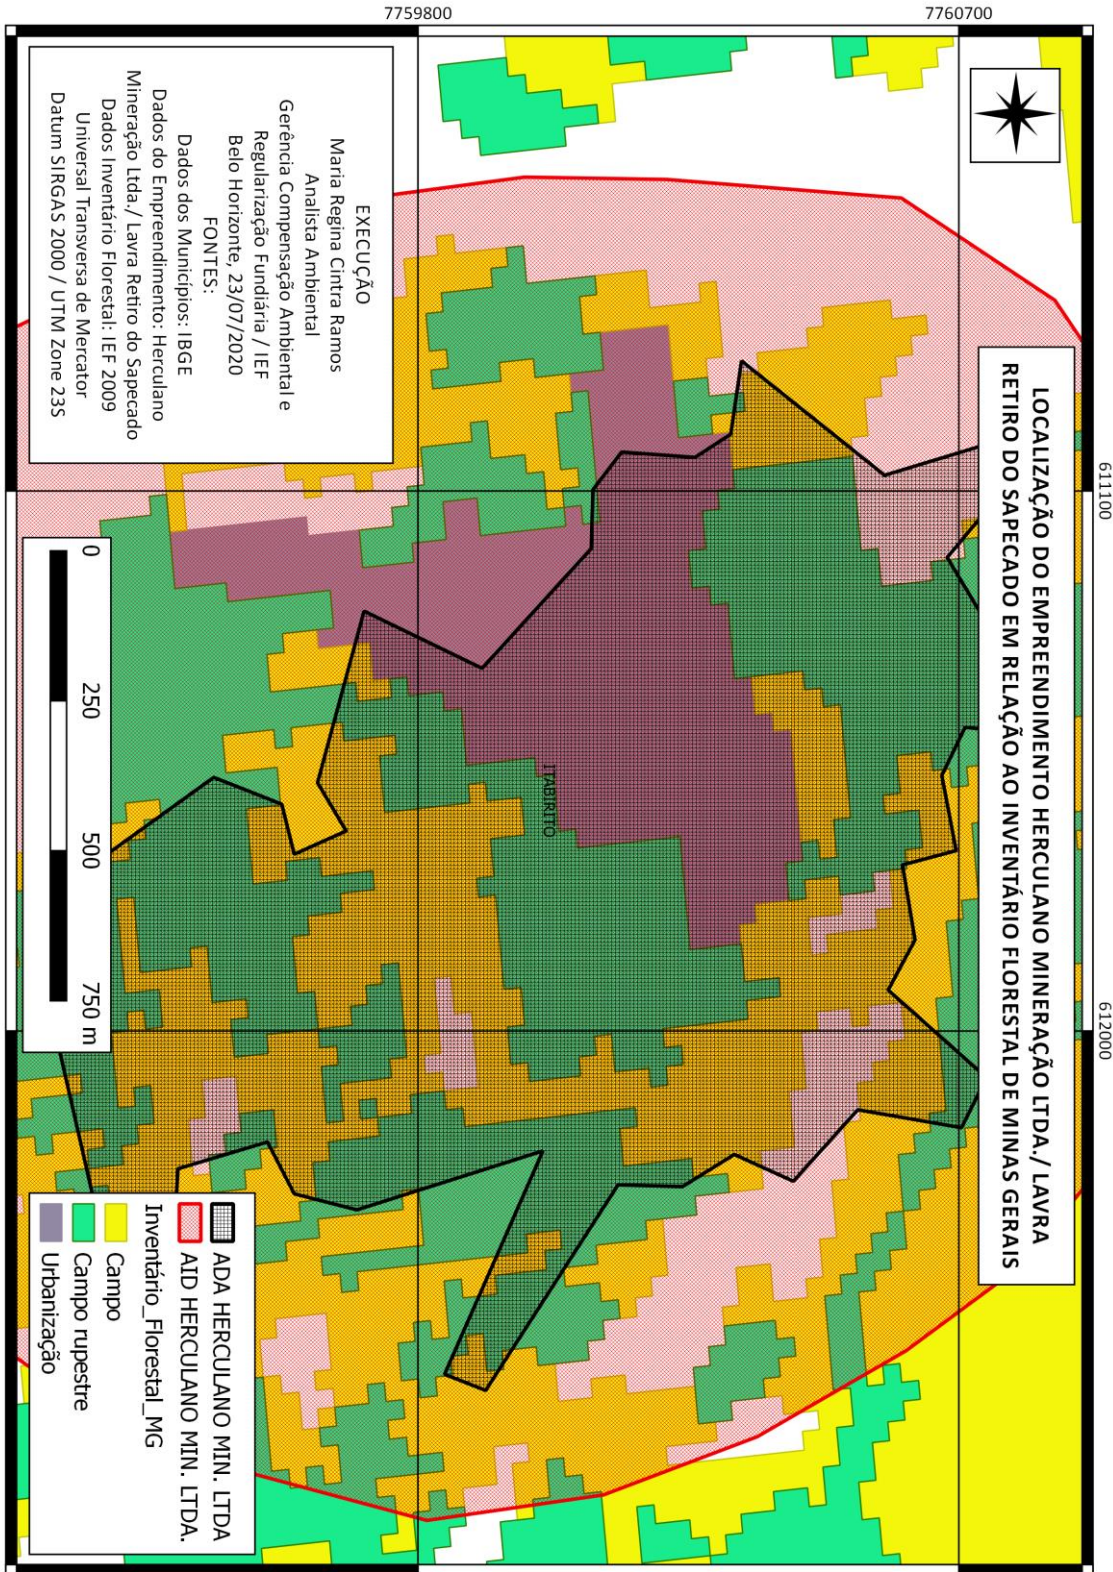 LOCALIZAÇÃO DO EMPREENDIMENTO HERCULANO MINERAÇÃO LTDA./ LAVRA
RETIRO DO SAPECADO EM RELAÇÃO AO INVENTÁRIO FLORESTAL DE MINAS GERAIS
611100
612000
7760700
7759800
ITABIRITO
EXECUÇÃO
Maria Regina Cintra Ramos
Analista Ambiental
Gerência Compensação Ambiental e
Regularização Fundiária / IEF
Belo Horizonte, 23/07/2020
FONTES:
Dados dos Municípios: IBGE
Dados do Empreendimento: Herculano
Mineração Ltda./ Lavra Retiro do Sapecado
Dados Inventário Florestal: IEF 2009
Universal Transversa de Mercator
Datum SIRGAS 2000 / UTM Zone 23S
0 250 500 750 m
ADA HERCULANO MIN. LTDA
AID HERCULANO MIN. LTDA.
Inventário_Florestal_MG
Campo
Campo rupestre
Urbanização